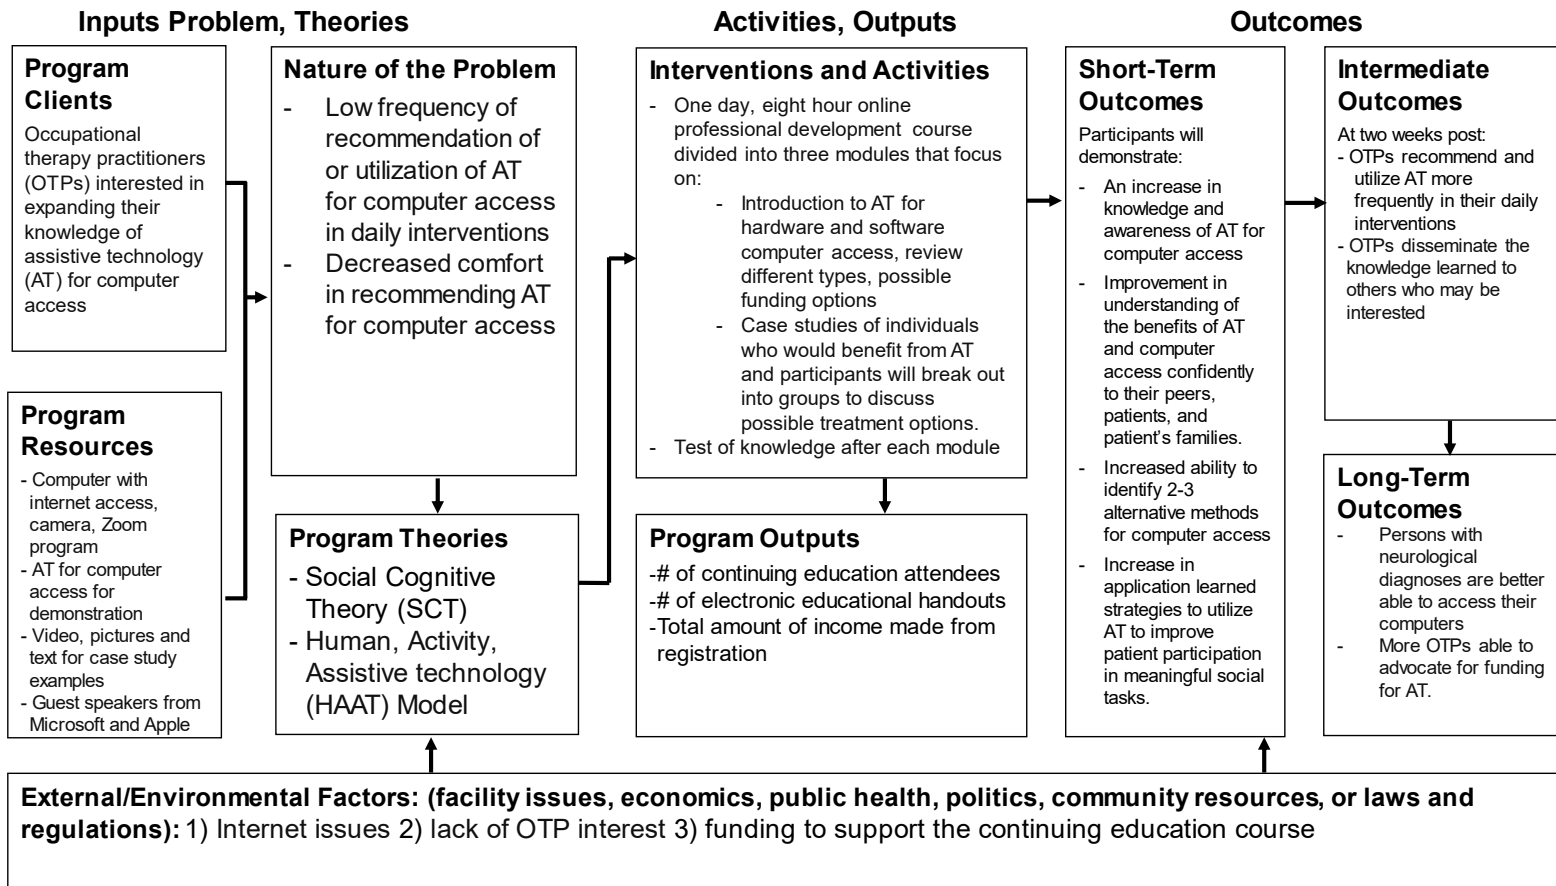 Inputs Problem, Theories
Activities, Outputs
Outcomes
Program
Clients
Occupational
therapy practitioners
(OTPs) interested in
expanding their
knowledge of
assistive technology
(AT) for computer
access
Program
Resources
- Computer with
internet access,
camera, Zoom
program
- AT for computer
access for
demonstration
- Video, pictures and
text for case study
examples
- Guest speakers from
Microsoft and Apple
Nature of the Problem
- Low frequency of
recommendation of
or utilization of AT
for computer access
in daily interventions
- Decreased comfort
in recommending AT
for computer access
Program Theories
- Social Cognitive
Theory (SCT)
- Human, Activity,
Assistive technology
(HAAT) Model
Interventions and Activities
- One day, eight hour online
professional development course
divided into three modules that focus
on:
- Introduction to AT for
hardware and software
computer access, review
different types, possible
funding options
- Case studies of individuals
who would benefit from AT
and participants will break out
into groups to discuss
possible treatment options.
- Test of knowledge after each module
Program Outputs
-# of continuing education attendees
-# of electronic educational handouts
-Total amount of income made from
registration
Short-Term
Outcomes
Participants will
demonstrate:
- An increase in
knowledge and
awareness of AT for
computer access
- Improvement in
understanding of
the benefits of AT
and computer
access confidently
to their peers,
patients, and
patient's families.
- Increased ability to
identify 2-3
alternative methods
for computer access
- Increase in
application learned
strategies to utilize
AT to improve
patient participation
in meaningful social
tasks.
Intermediate
Outcomes
At two weeks post:
- OTPs recommend and
utilize AT more
frequently in their daily
interventions
- OTPs disseminate the
knowledge learned to
others who may be
interested
Long-Term
Outcomes
- Persons with
neurological
diagnoses are better
able to access their
computers
- More OTPs able to
advocate for funding
for AT.
External/Environmental Factors: (facility issues, economics, public health, politics, community resources, or laws and
regulations): 1) Internet issues 2) lack of OTP interest 3) funding to support the continuing education course